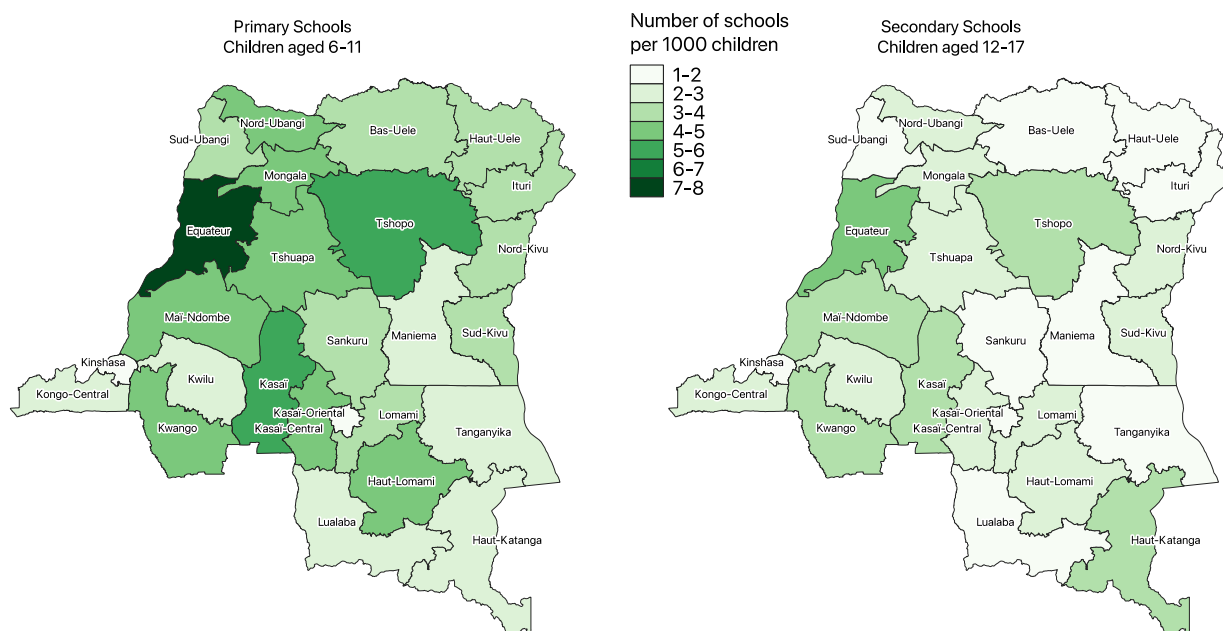 Primary Schools
Children aged 6–11
Number of schools
per 1000 children
1–2
2–3
3–4
4–5
5–6
6–7
7–8
Secondary Schools
Children aged 12–17
Nord-Ubangi
Sud-Ubangi
Bas-Uele
Haut-Uele
Mongala
Ituri
Equateur
Tshopo
Tshuapa
Nord-Kivu
Maï-Ndombe
Sankuru
Maniema
Sud-Kivu
Kinshasa
Kwilu
Kasaï
Kongo-Central
Kasaï-Oriental
Lomami
Kwango
Kasaï-Central
Tanganyika
Haut-Lomami
Lualaba
Haut-Katanga
Nord-Ubangi
Sud-Ubangi
Bas-Uele
Haut-Uele
Mongala
Ituri
Equateur
Tshopo
Tshuapa
Nord-Kivu
Maï-Ndombe
Sankuru
Maniema
Sud-Kivu
Kinshasa
Kwilu
Kasaï
Kongo-Central
Kasaï-Oriental
Lomami
Kwango
Kasaï-Central
Tanganyika
Haut-Lomami
Lualaba
Haut-Katanga